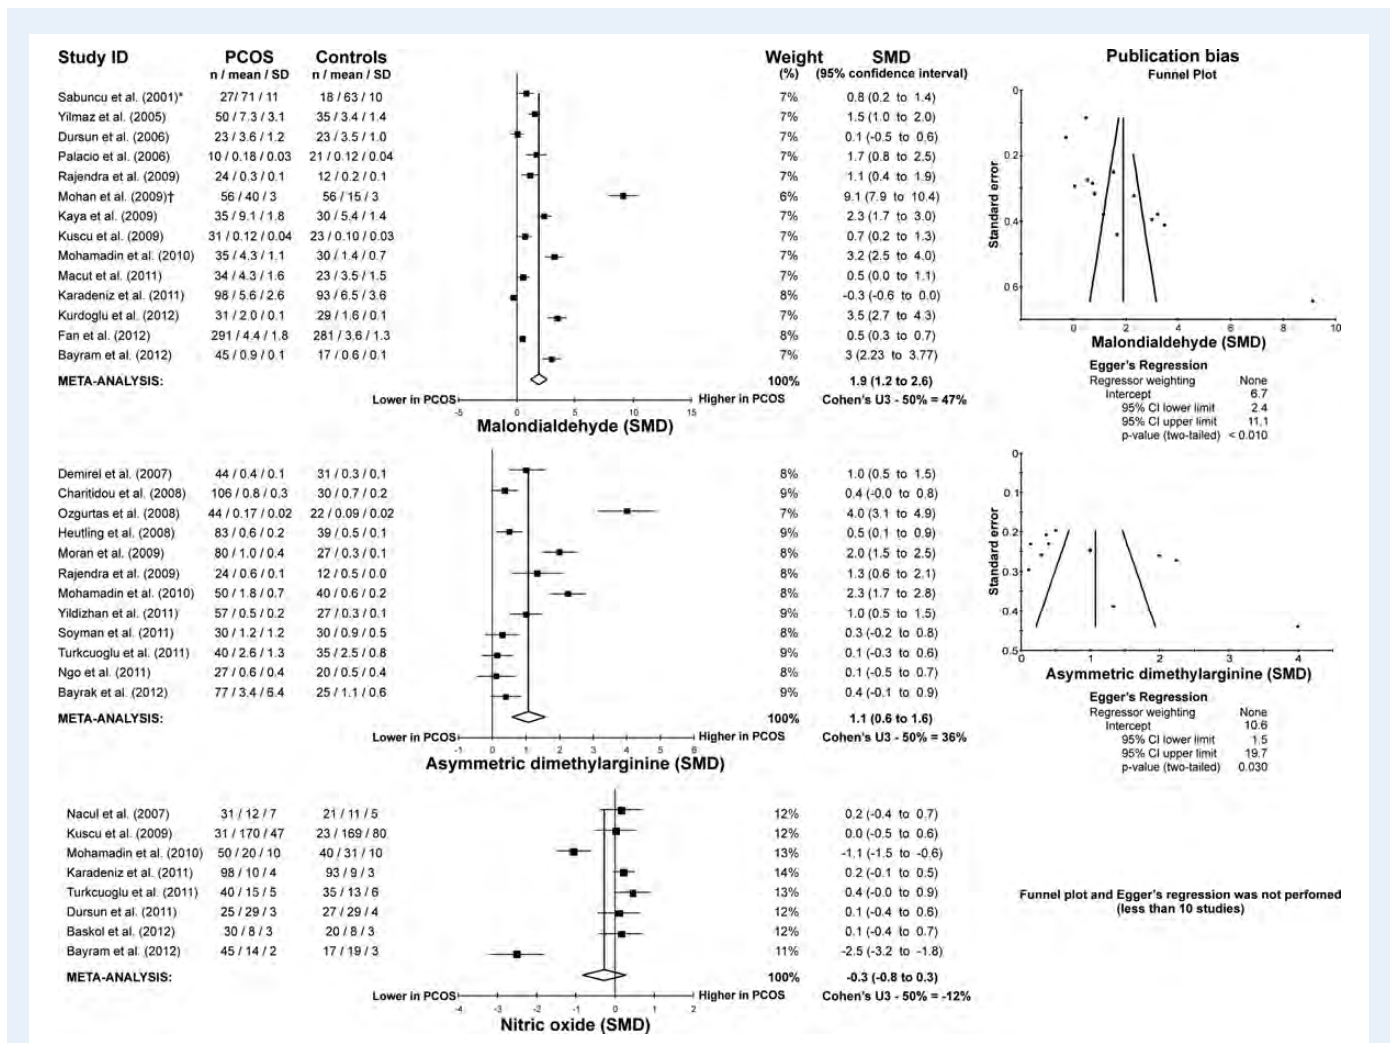 Study ID PCOS Controls Weight SMD Publication bias
n / mean / SD n / mean / SD (%) (95% confidence interval) Funnel Plot
Sabuncu et al. (2001)* 27/ 71 / 11 18 / 63 / 10 7% 0.8 (0.2 to 1.4)
Yilmaz et al. (2005) 50 / 7.3 / 3.1 35 / 3.4 / 1.4 7% 1.5 (1.0 to 2.0)
Dursun et al. (2006) 23 / 3.6 / 1.2 23 / 3.5 / 1.0 7% 0.1 (-0.5 to 0.6)
Palacio et al. (2006) 10 / 0.18 / 0.03 21 / 0.12 / 0.04 7% 1.7 (0.8 to 2.5)
Rajendra et al. (2009) 24 / 0.3 / 0.1 12 / 0.2 / 0.1 7% 1.1 (0.4 to 1.9)
Mohan et al. (2009)† 56 / 40 / 3 56 / 15 / 3 6% 9.1 (7.9 to 10.4)
Kaya et al. (2009) 35 / 9.1 / 1.8 30 / 5.4 / 1.4 7% 2.3 (1.7 to 3.0)
Kuscu et al. (2009) 31 / 0.12 / 0.04 23 / 0.10 / 0.03 7% 0.7 (0.2 to 1.3)
Mohamadin et al. (2010) 35 / 4.3 / 1.1 30 / 1.4 / 0.7 7% 3.2 (2.5 to 4.0)
Macut et al. (2011) 34 / 4.3 / 1.6 23 / 3.5 / 1.5 7% 0.5 (0.0 to 1.1)
Karadeniz et al. (2011) 98 / 5.6 / 2.6 93 / 6.5 / 3.6 8% -0.3 (-0.6 to 0.0)
Kurdoglu et al. (2012) 31 / 2.0 / 0.1 29 / 1.6 / 0.1 7% 3.5 (2.7 to 4.3)
Fan et al. (2012) 291 / 4.4 / 1.8 281 / 3.6 / 1.3 8% 0.5 (0.3 to 0.7)
Bayram et al. (2012) 45 / 0.9 / 0.1 17 / 0.6 / 0.1 7% 3 (2.23 to 3.77)
META-ANALYSIS: 100% 1.9 (1.2 to 2.6)
Lower in PCOS Higher in PCOS Cohen's U3 - 50% = 47%
-5 0 5 10 15
Malondialdehyde (SMD)
Standard error
0
0.2
0.4
0.6
0 2 4 6 8 10
Malondialdehyde (SMD)
Egger's Regression
Regressor weighting None
Intercept 6.7
95% CI lower limit 2.4
95% CI upper limit 11.1
p-value (two-tailed) < 0.010
Demirel et al. (2007) 44 / 0.4 / 0.1 31 / 0.3 / 0.1 8% 1.0 (0.5 to 1.5)
Charitidou et al. (2008) 106 / 0.8 / 0.3 30 / 0.7 / 0.2 9% 0.4 (-0.0 to 0.8)
Ozgurtas et al. (2008) 44 / 0.17 / 0.02 22 / 0.09 / 0.02 7% 4.0 (3.1 to 4.9)
Heutling et al. (2008) 83 / 0.6 / 0.2 39 / 0.5 / 0.1 9% 0.5 (0.1 to 0.9)
Moran et al. (2009) 80 / 1.0 / 0.4 27 / 0.3 / 0.1 8% 2.0 (1.5 to 2.5)
Rajendra et al. (2009) 24 / 0.6 / 0.1 12 / 0.5 / 0.0 8% 1.3 (0.6 to 2.1)
Mohamadin et al. (2010) 50 / 1.8 / 0.7 40 / 0.6 / 0.2 8% 2.3 (1.7 to 2.8)
Yildizhan et al. (2011) 57 / 0.5 / 0.2 27 / 0.3 / 0.1 9% 1.0 (0.5 to 1.5)
Soyman et al. (2011) 30 / 1.2 / 1.2 30 / 0.9 / 0.5 8% 0.3 (-0.2 to 0.8)
Turkcuoglu et al. (2011) 40 / 2.6 / 1.3 35 / 2.5 / 0.8 9% 0.1 (-0.3 to 0.6)
Ngo et al. (2011) 27 / 0.6 / 0.4 20 / 0.5 / 0.4 8% 0.1 (-0.5 to 0.7)
Bayrak et al. (2012) 77 / 3.4 / 6.4 25 / 1.1 / 0.6 9% 0.4 (-0.1 to 0.9)
META-ANALYSIS: 100% 1.1 (0.6 to 1.6)
Lower in PCOS Higher in PCOS Cohen's U3 - 50% = 36%
-1 0 1 2 3 4 5 6
Asymmetric dimethylarginine (SMD)
Standard error
0
0.1
0.2
0.3
0.4
0.5
0 1 2 3 4
Asymmetric dimethylarginine (SMD)
Egger's Regression
Regressor weighting None
Intercept 10.6
95% CI lower limit 1.5
95% CI upper limit 19.7
p-value (two-tailed) 0.030
Nacul et al. (2007) 31 / 12 / 7 21 / 11 / 5 12% 0.2 (-0.4 to 0.7)
Kuscu et al. (2009) 31 / 170 / 47 23 / 169 / 80 12% 0.0 (-0.5 to 0.6)
Mohamadin et al. (2010) 50 / 20 / 10 40 / 31 / 10 13% -1.1 (-1.5 to -0.6)
Karadeniz et al. (2011) 98 / 10 / 4 93 / 9 / 3 14% 0.2 (-0.1 to 0.5)
Turkcuoglu et al. (2011) 40 / 15 / 5 35 / 13 / 6 13% 0.4 (-0.0 to 0.9)
Dursun et al. (2011) 25 / 29 / 3 27 / 29 / 4 12% 0.1 (-0.4 to 0.6)
Baskol et al. (2012) 30 / 8 / 3 20 / 8 / 3 12% 0.1 (-0.4 to 0.7)
Bayram et al. (2012) 45 / 14 / 2 17 / 19 / 3 11% -2.5 (-3.2 to -1.8)
META-ANALYSIS: 100% -0.3 (-0.8 to 0.3)
Lower in PCOS Higher in PCOS Cohen's U3 - 50% = -12%
-4 -3 -2 -1 0 1 2
Nitric oxide (SMD)
Funnel plot and Egger's regression was not perfomed
(less than 10 studies)